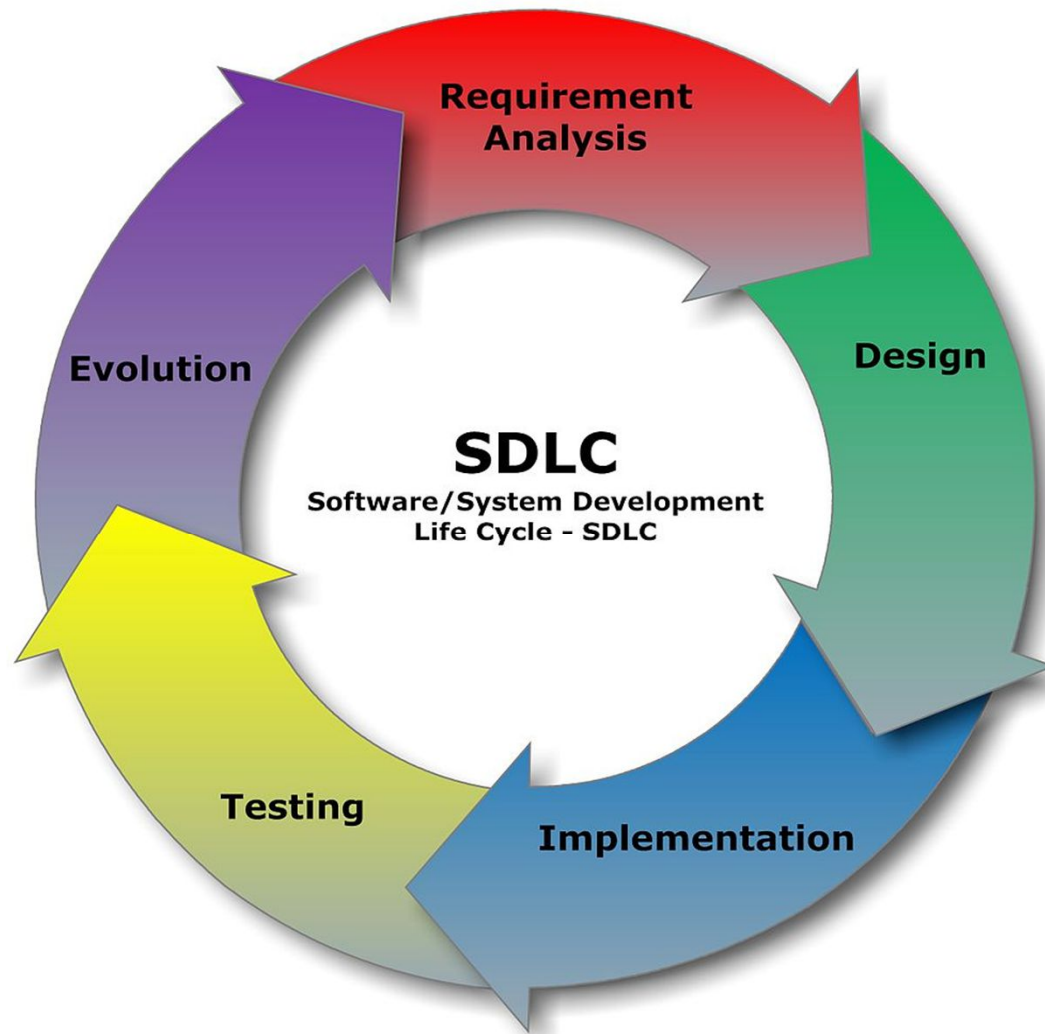 Requirement
Analysis
Design
Evolution
SDLC
Software/System Development
Life Cycle - SDLC
Testing
Implementation